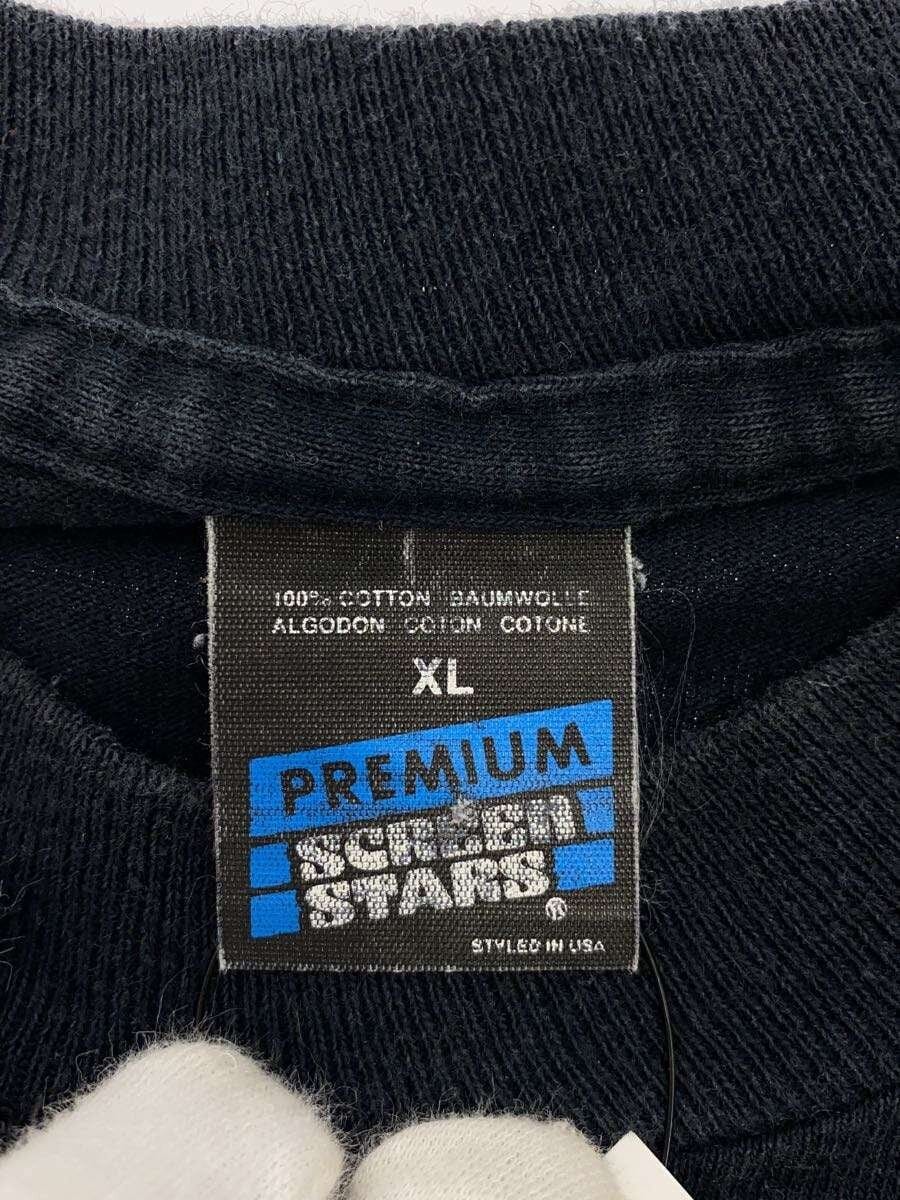 100% COTTON BAUMWOLLE
ALGODON COTON COTONE
XL
PREMIUM
SCREEN
STARS
®
STYLED IN USA